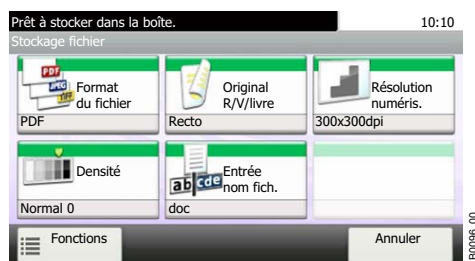 Prêt à stocker dans la boîte.
10:10
Stockage fichier
PDF
JPEG
TIFF
Format
du fichier
PDF
Original
R/V/livre
Recto
Résolution
numéris.
300x300dpi
Densité
Normal 0
ab cde
Entrée
nom fich.
doc
Fonctions
Annuler